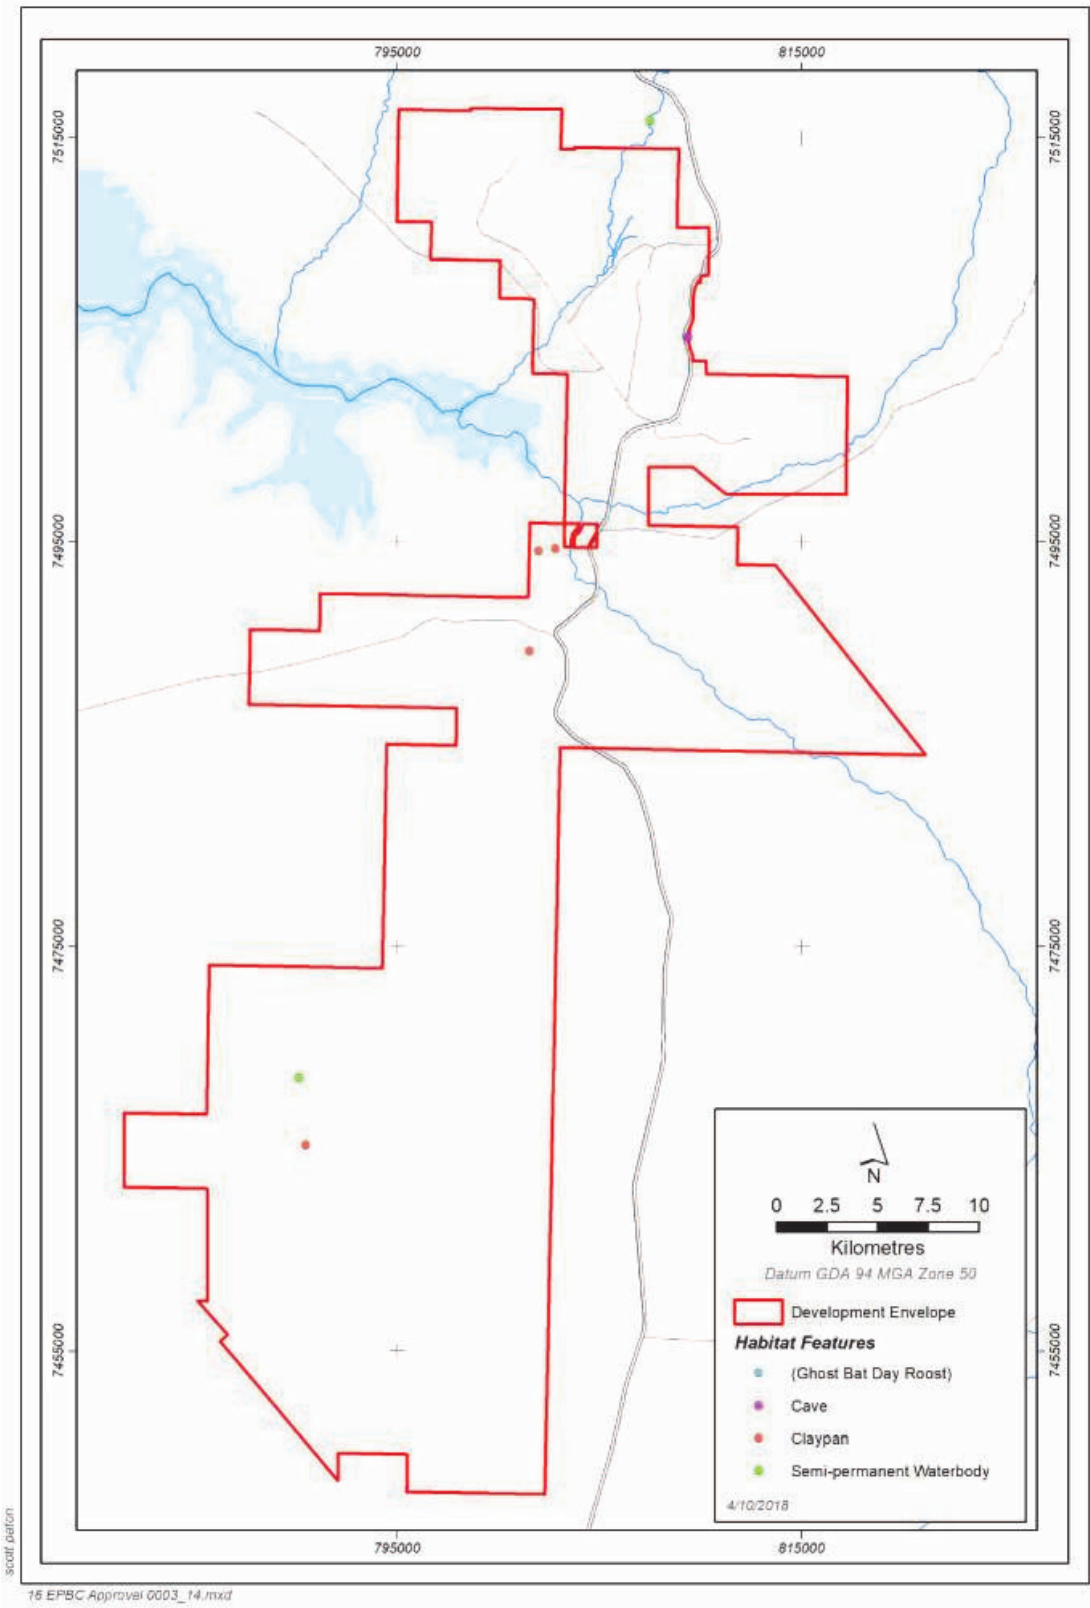 795000 815000
7515000 7515000
7495000 7495000
7475000 7475000
7455000 7455000
N
0 2.5 5 7.5 10
Kilometres
Datum GDA 94 MGA Zone 50
Development Envelope
Habitat Features
(Ghost Bat Day Roost)
Cave
Claypan
Semi-permanent Waterbody
4/10/2018
795000 815000
scott paton
16 EPBC Approval 0003_14.mxd